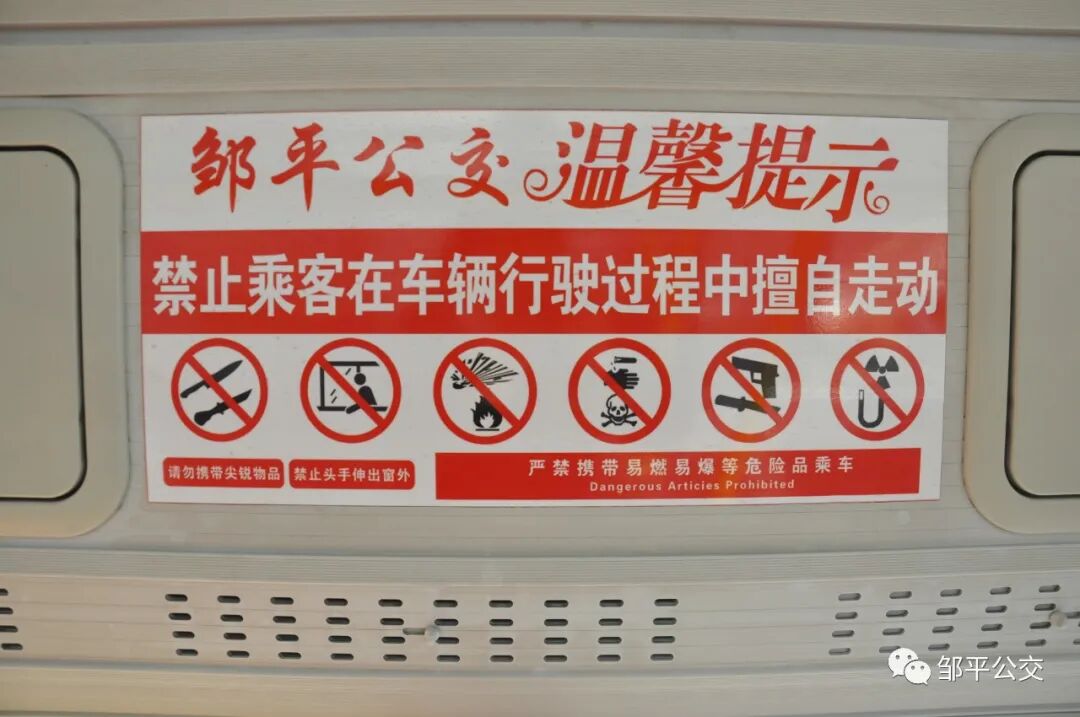 邹平公交温馨提示
禁止乘客在车辆行驶过程中擅自走动
请勿携带尖锐物品
禁止头手伸出窗外
严禁携带易燃易爆等危险品乘车
Dangerous Articies Prohibited
邹平公交